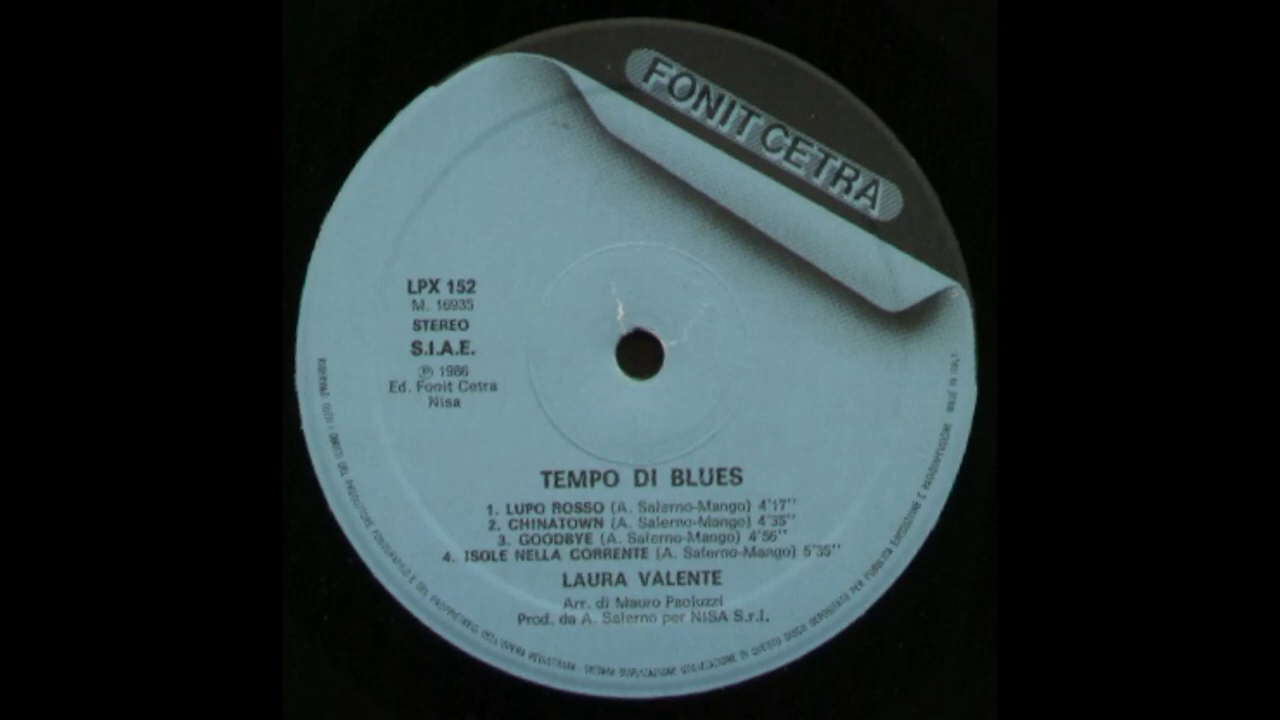 FONIT CETRA
LPX 152
M. 16935
STEREO
S.I.A.E.
℗ 1986
Ed. Fonit Cetra
Nisa
TEMPO DI BLUES
1. LUPO ROSSO (A. Salerno-Mango) 4'17''
2. CHINATOWN (A. Salerno-Mango) 4'35''
3. GOODBYE (A. Salerno-Mango) 4'56''
4. ISOLE NELLA CORRENTE (A. Salerno-Mango) 5'35''
LAURA VALENTE
Arr. di Mauro Paoluzzi
Prod. da A. Salerno per NISA S.r.l.